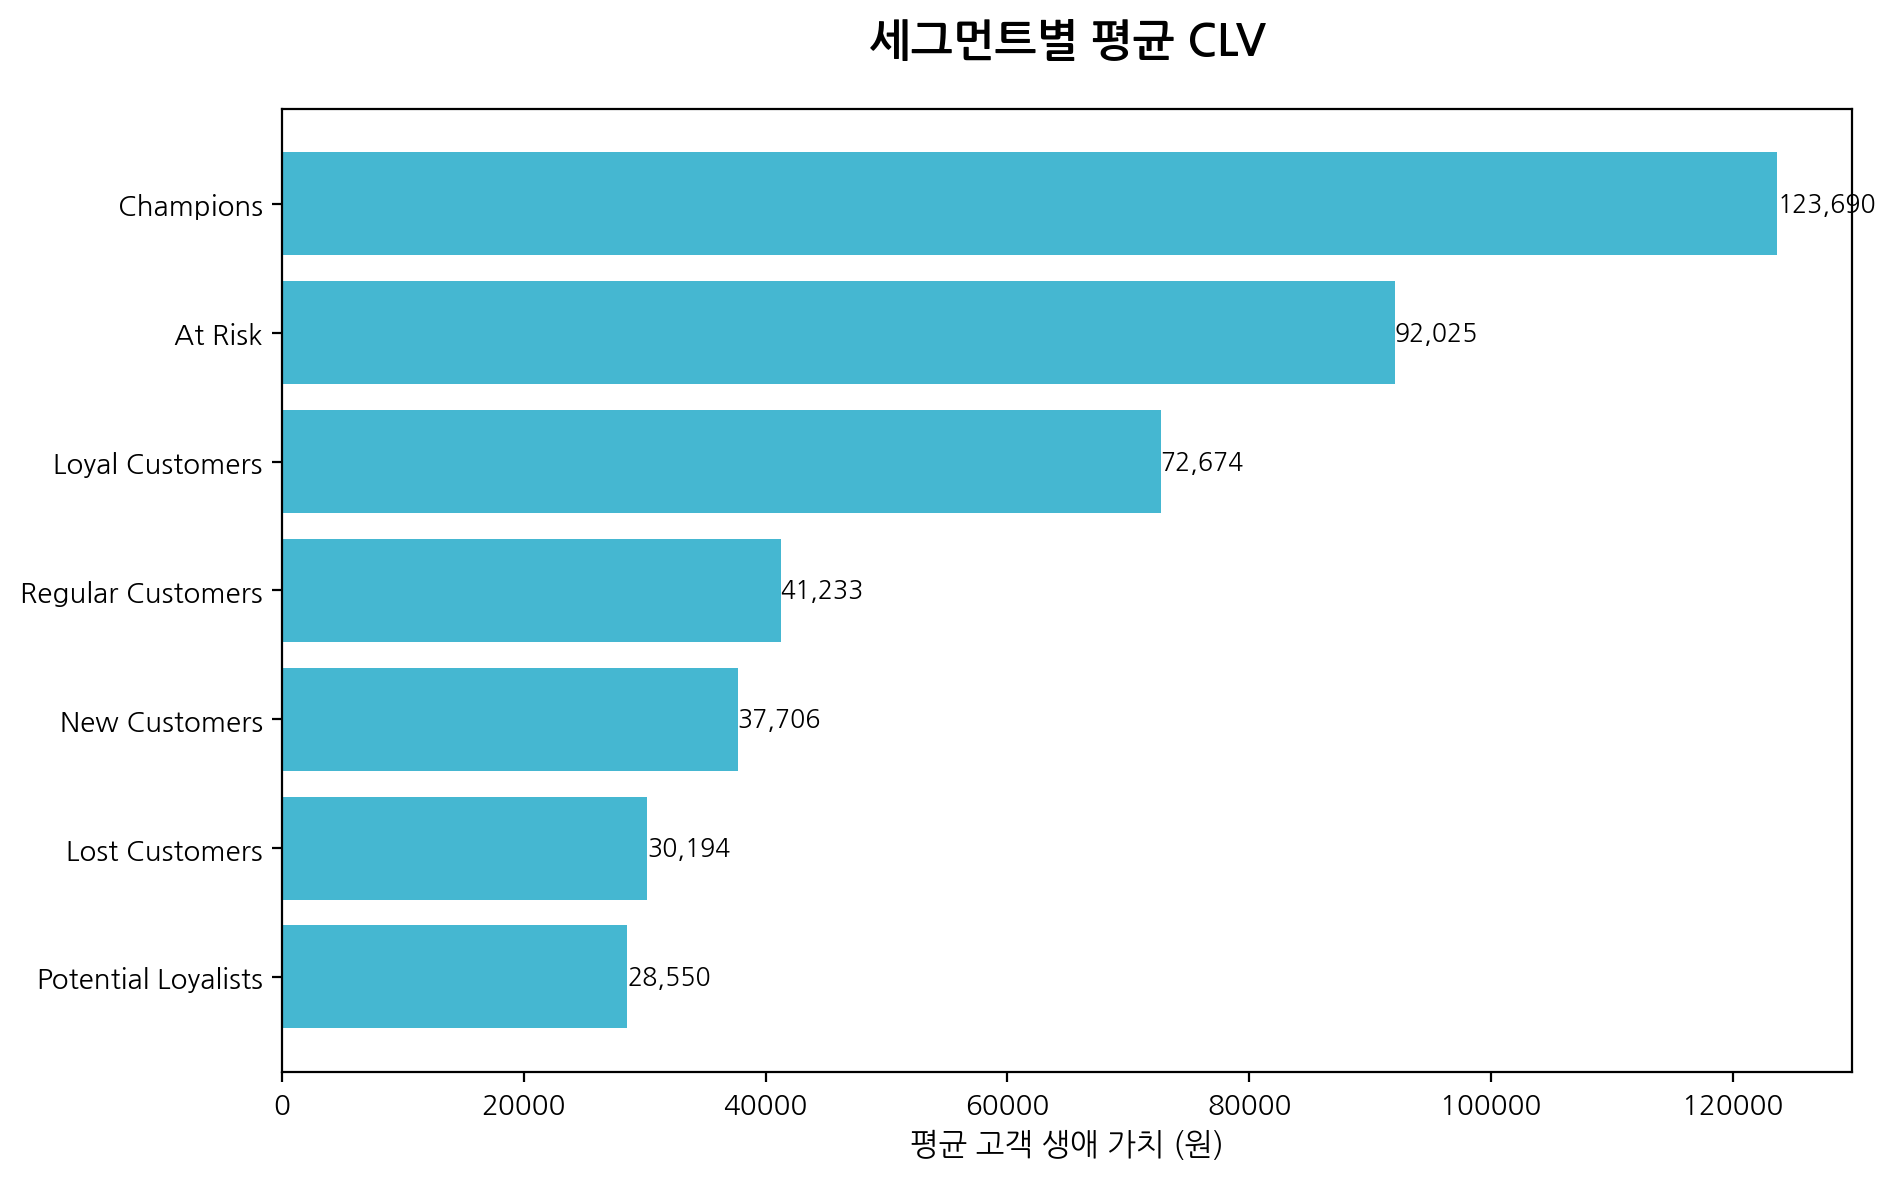 세그먼트별 평균 CLV
Champions
123,690
At Risk
92,025
Loyal Customers
72,674
Regular Customers
41,233
New Customers
37,706
Lost Customers
30,194
Potential Loyalists
28,550
0 20000 40000 60000 80000 100000 120000
평균 고객 생애 가치 (원)